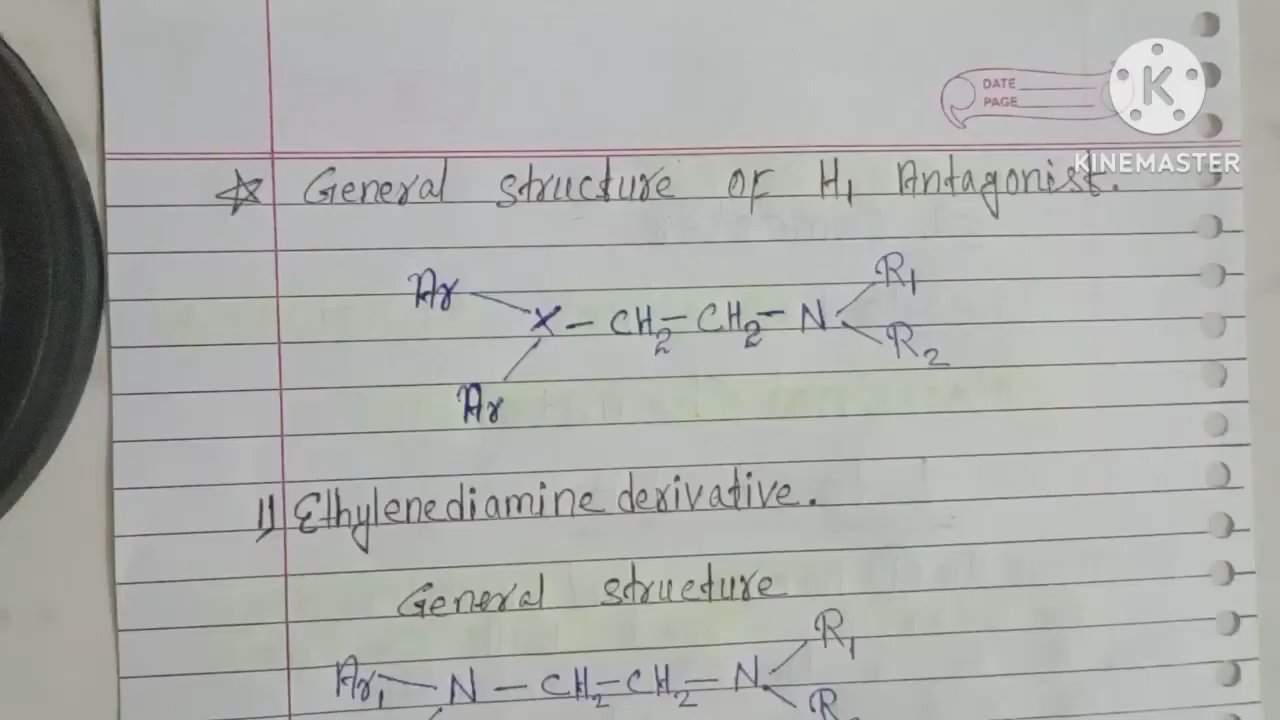 DATE
PAGE
K
KINEMASTER
☆ General structure OF H₁ Antagonist.
Ar R₁
X – CH₂ – CH₂ – N
R₂
Ar
1) Ethylenediamine derivative.
General structure
R₁
Ar₁ – N – CH₂ – CH₂ – N
R